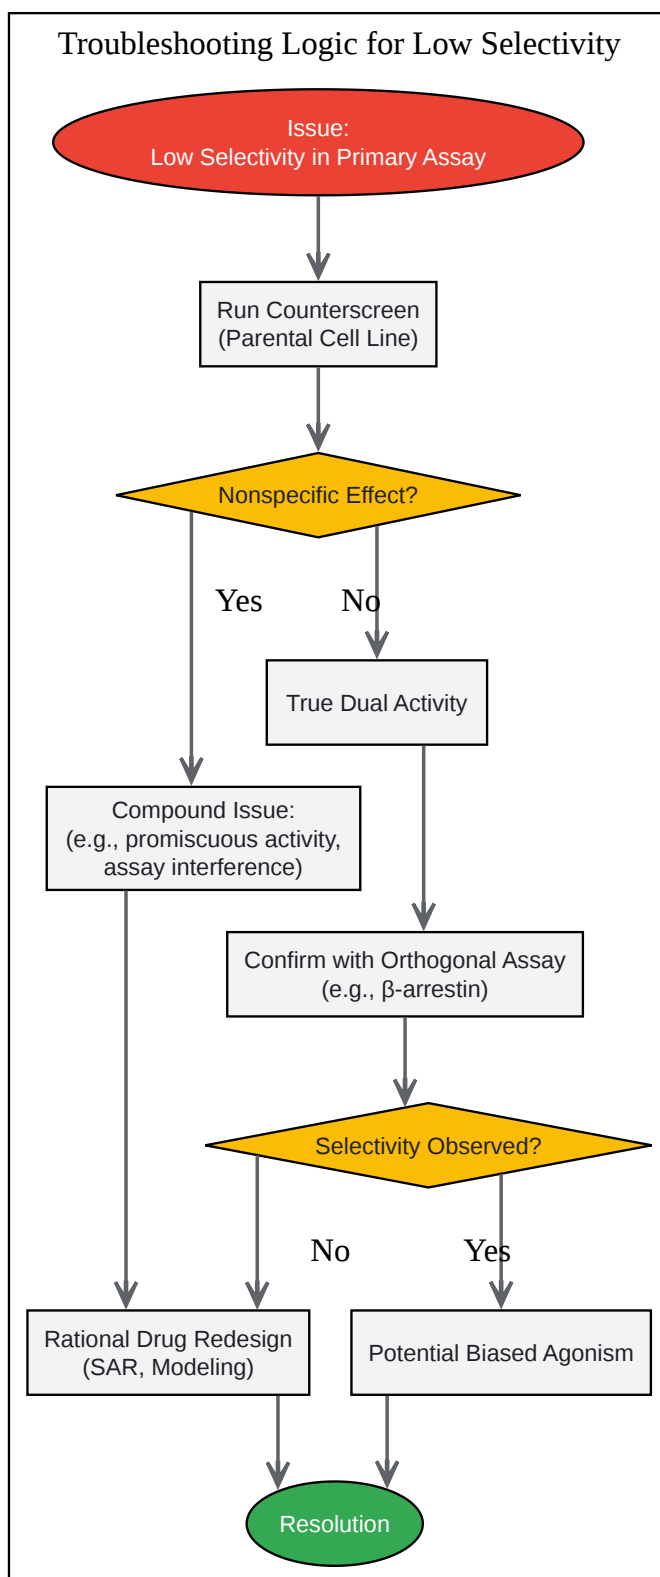 Troubleshooting Logic for Low Selectivity
Issue:
Low Selectivity in Primary Assay
Run Counterscreen
(Parental Cell Line)
Nonspecific Effect?
Yes
No
True Dual Activity
Compound Issue:
(e.g., promiscuous activity,
assay interference)
Confirm with Orthogonal Assay
(e.g., β-arrestin)
Selectivity Observed?
No
Yes
Rational Drug Redesign
(SAR, Modeling)
Potential Biased Agonism
Resolution